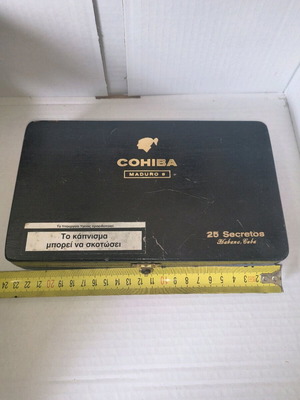 COHIBA
MADURO 5
25 Secretos
Habana, Cuba
Το κάπνισμα
μπορεί να σκοτώσει